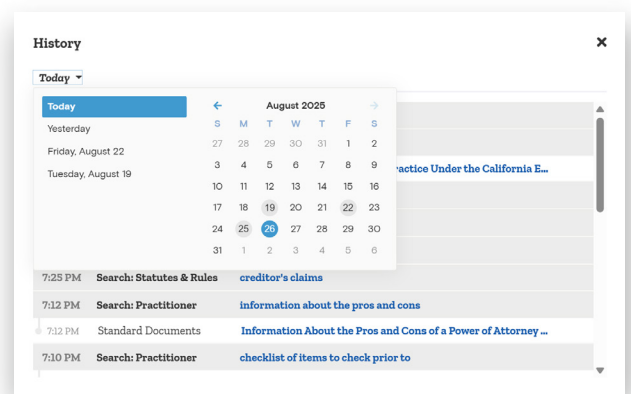 History
Today
Today
Yesterday
Friday, August 22
Tuesday, August 19
August 2025
S M T W T F S
27 28 29 30 31 1 2
3 4 5 6 7 8 9
10 11 12 13 14 15 16
17 18 19 20 21 22 23
24 25 26 27 28 29 30
31 1 2 3 4 5 6
ractice Under the California E...
7:25 PM Search: Statutes & Rules creditor's claims
7:12 PM Search: Practitioner information about the pros and cons
7:12 PM Standard Documents Information About the Pros and Cons of a Power of Attorney ...
7:10 PM Search: Practitioner checklist of items to check prior to